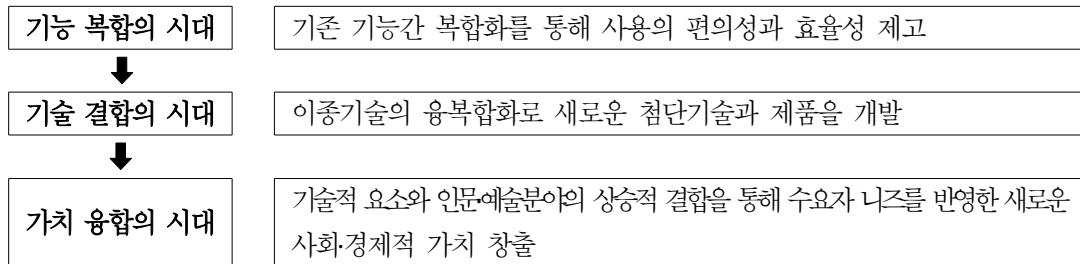 기능 복합의 시대
기존 기능간 복합화를 통해 사용의 편의성과 효율성 제고
기술 결합의 시대
이종기술의 융복합화로 새로운 첨단기술과 제품을 개발
가치 융합의 시대
기술적 요소와 인문·예술분야의 상승적 결합을 통해 수요자 니즈를 반영한 새로운
사회·경제적 가치 창출